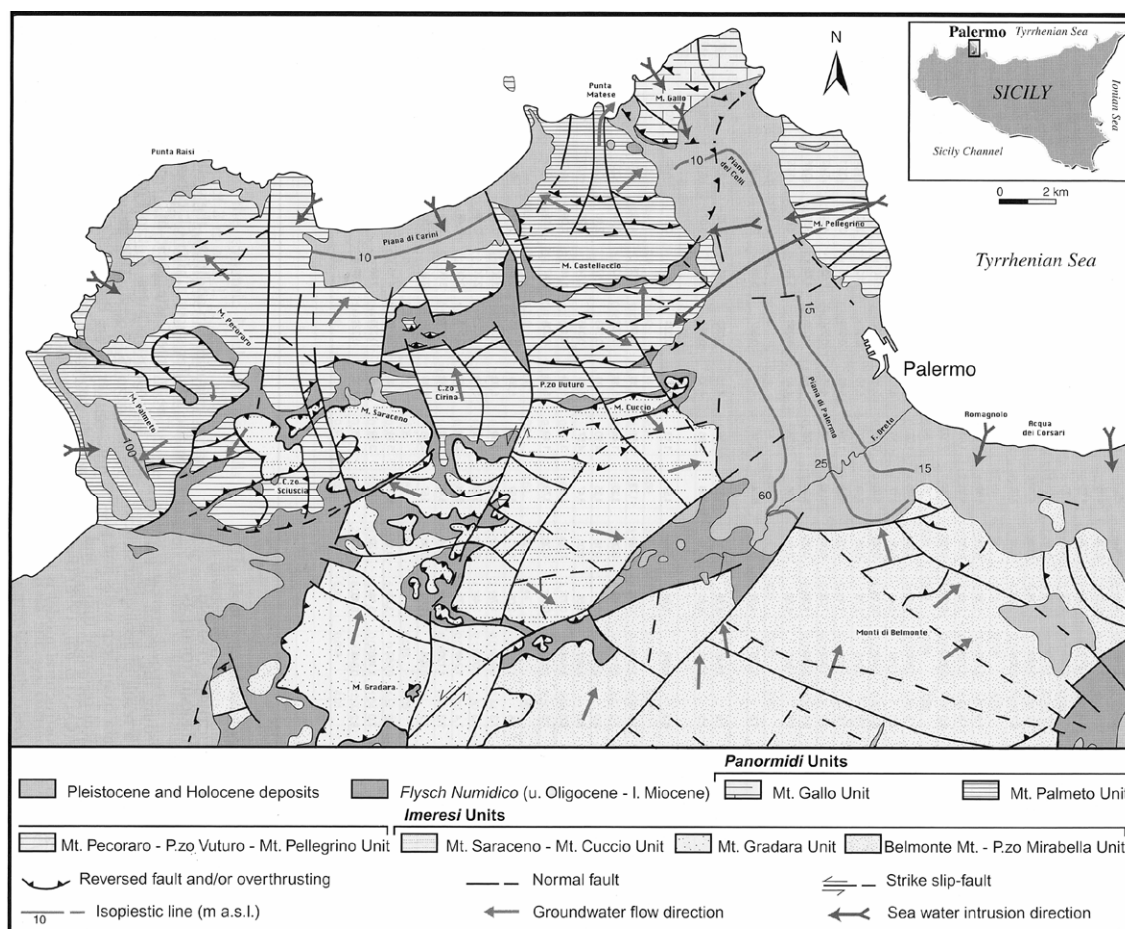 Palermo
Tyrrhenian Sea
SICILY
Ionian Sea
Sicily Channel
0 2 km
N
Punta Matese
M. Gallo
Punta Raisi
10
Piana dei Colli
Piana di Carini
10
M. Pellegrino
M. Castellaccio
Tyrrhenian Sea
M. Pecoraro
15
Palermo
C.zo Cirina
P.zo Vuturo
M. Palmeto
M. Saraceno
M. Cuccio
Piana di Palermo
F. Oreto
Romagnolo
Acqua dei Corsari
100
25
15
C.zo Sciuscia
60
Monti di Belmonte
M. Gradara
Panormidi Units
Pleistocene and Holocene deposits
Flysch Numidico (u. Oligocene - l. Miocene)
Mt. Gallo Unit
Mt. Palmeto Unit
Imeresi Units
Mt. Pecoraro - P.zo Vuturo - Mt. Pellegrino Unit
Mt. Saraceno - Mt. Cuccio Unit
Mt. Gradara Unit
Belmonte Mt. - P.zo Mirabella Unit
Reversed fault and/or overthrusting
Normal fault
Strike slip-fault
10
Isopiestic line (m a.s.l.)
Groundwater flow direction
Sea water intrusion direction